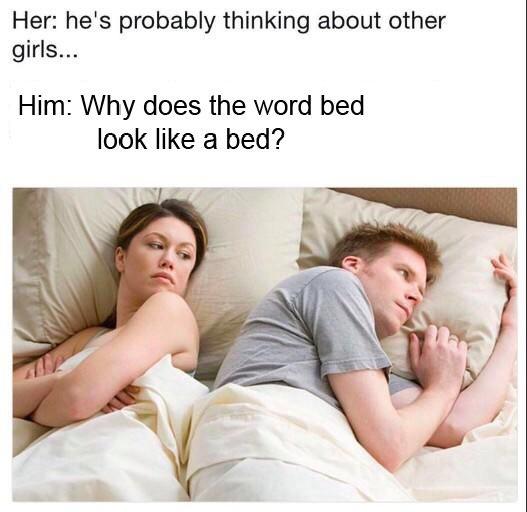 Her: he's probably thinking about other
girls...
Him: Why does the word bed
look like a bed?